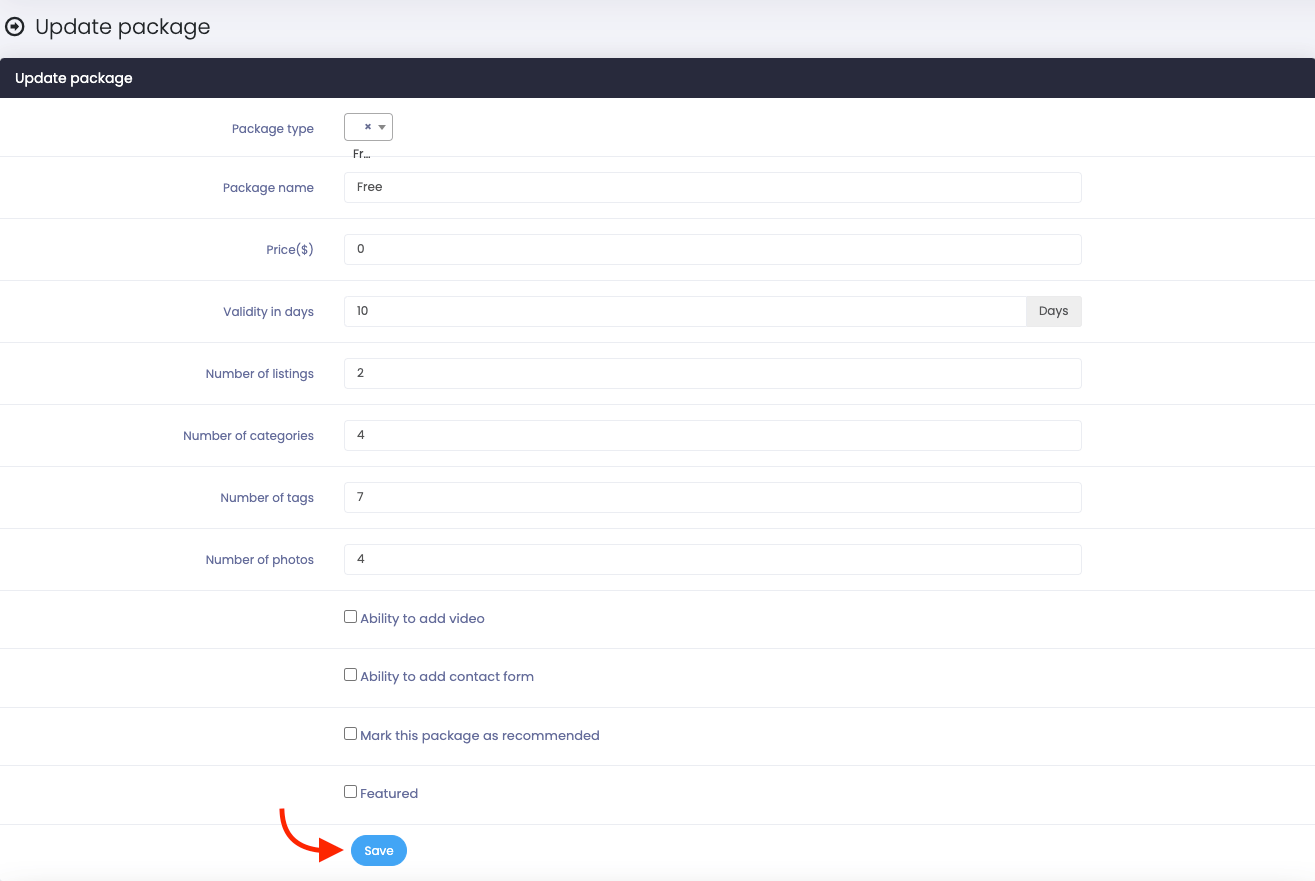 Update package
Update package
Package type
×
Fr...
Package name
Free
Price($)
0
Validity in days
10
Days
Number of listings
2
Number of categories
4
Number of tags
7
Number of photos
4
Ability to add video
Ability to add contact form
Mark this package as recommended
Featured
Save